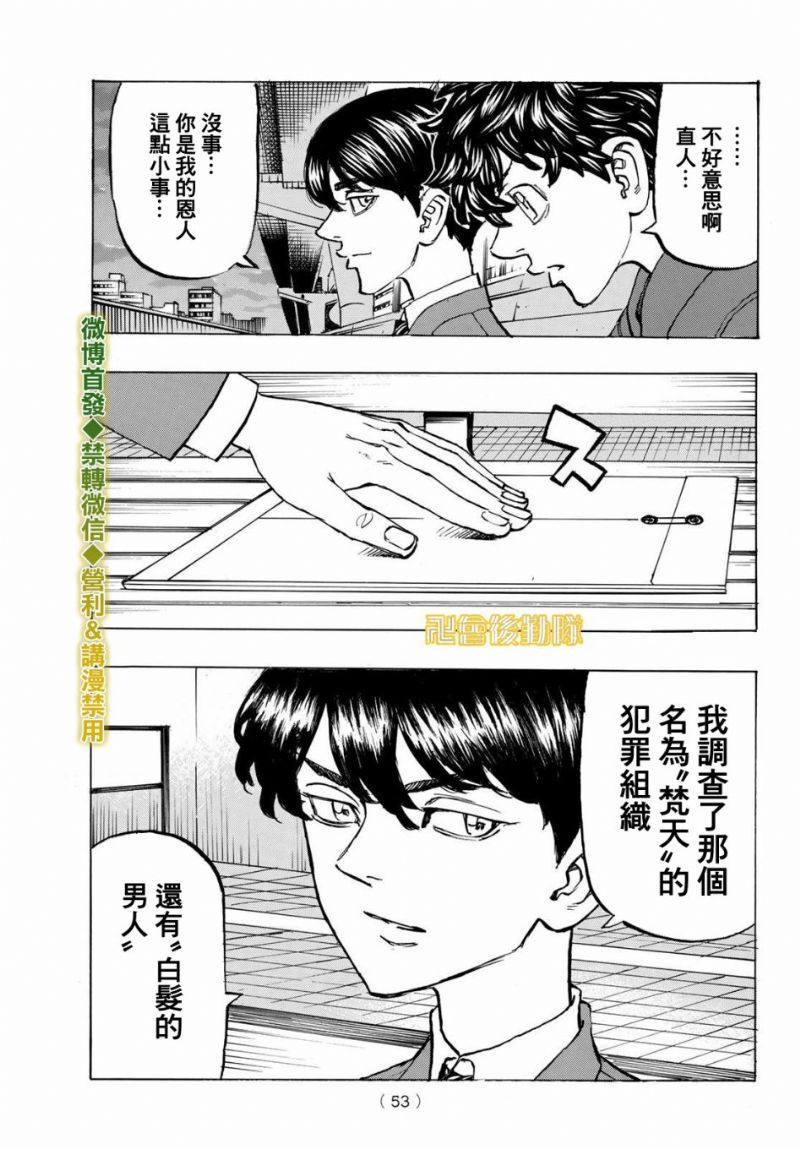 ……
不好意思啊
直人…
沒事…
你是我的恩人
這點小事…
ス
我調查了那個
名為〝梵天〞的
犯罪組織
還有〝白髮的
男人〞
微博首發◆禁轉微信◆營利&講漫禁用
卍會後勤隊
（53）